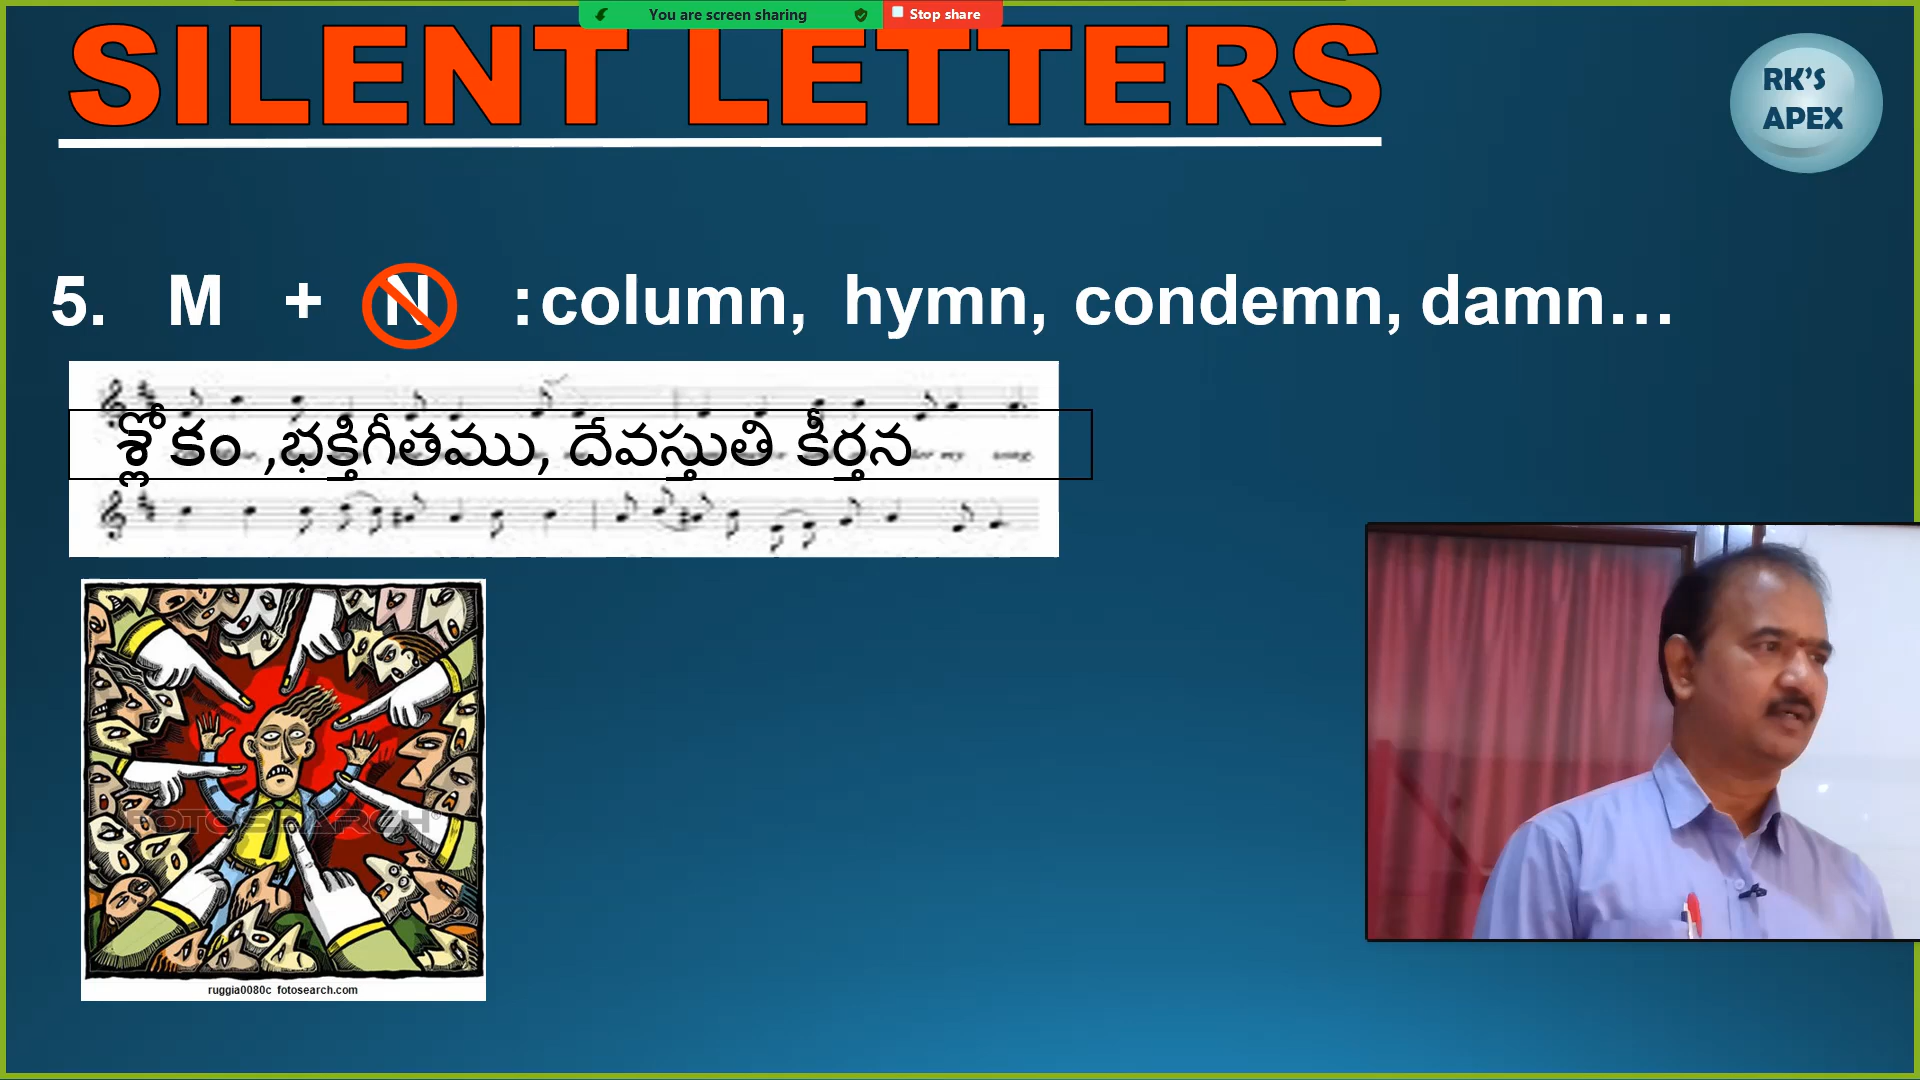 You are screen sharing
Stop share
SILENT LETTERS
RK'S
APEX
5. M + N :column, hymn, condemn, damn…
శ్లోకం ,భక్తిగీతము, దేవస్తుతి కీర్తన
FOTOSEARCH
ruggia0080c fotosearch.com